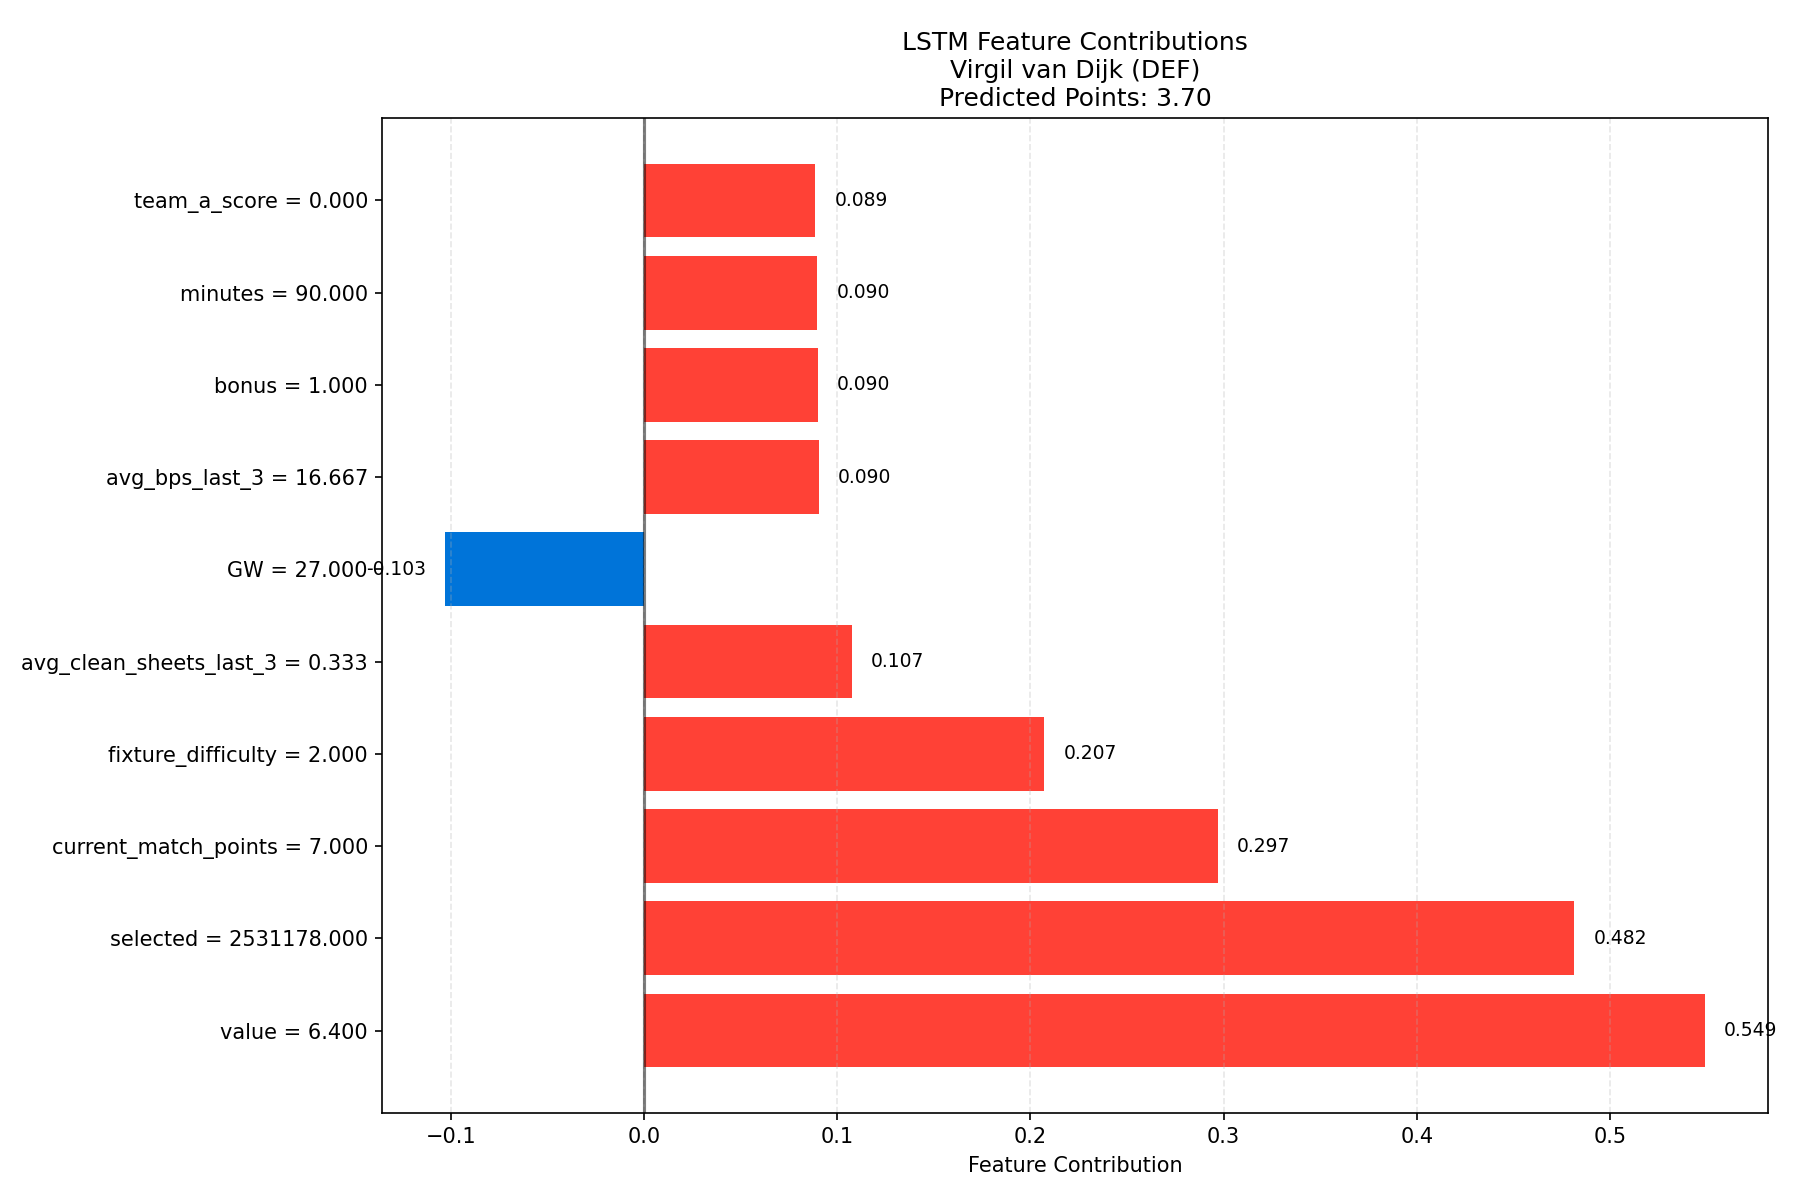 LSTM Feature Contributions
Virgil van Dijk (DEF)
Predicted Points: 3.70
team_a_score = 0.000
0.089
minutes = 90.000
0.090
bonus = 1.000
0.090
avg_bps_last_3 = 16.667
0.090
GW = 27.000
-0.103
avg_clean_sheets_last_3 = 0.333
0.107
fixture_difficulty = 2.000
0.207
current_match_points = 7.000
0.297
selected = 2531178.000
0.482
value = 6.400
0.549
−0.1 0.0 0.1 0.2 0.3 0.4 0.5
Feature Contribution